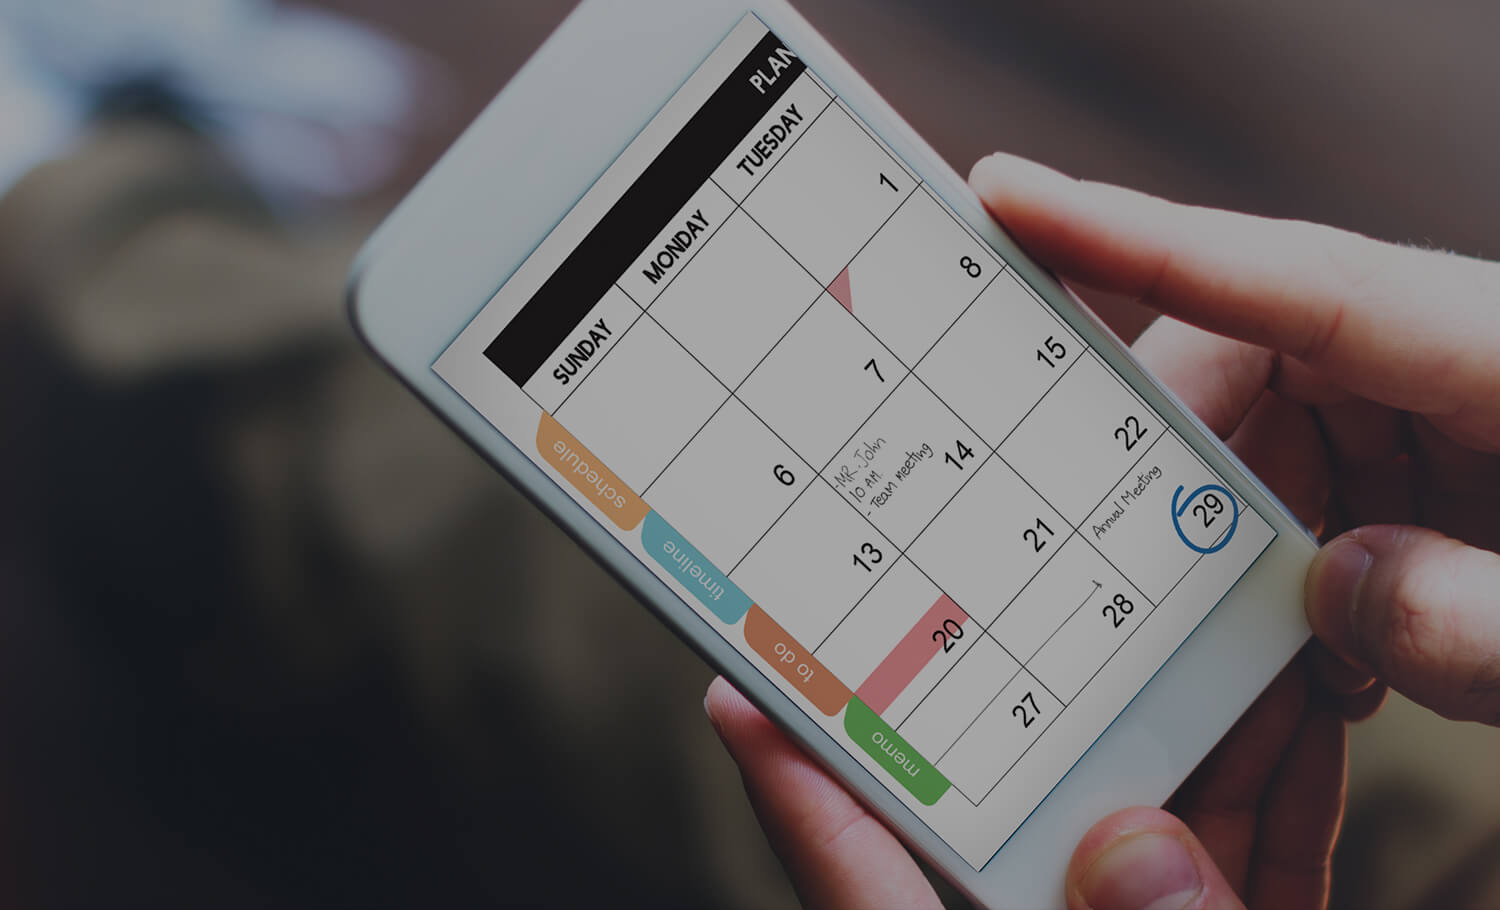 PLAN
SUNDAY MONDAY TUESDAY
1
6 7 8
13 14 15
-MR. John
10 AM.
- Team Meeting
20 21 22
27 28 29
Annual Meeting
schedule
timeline
to do
memo